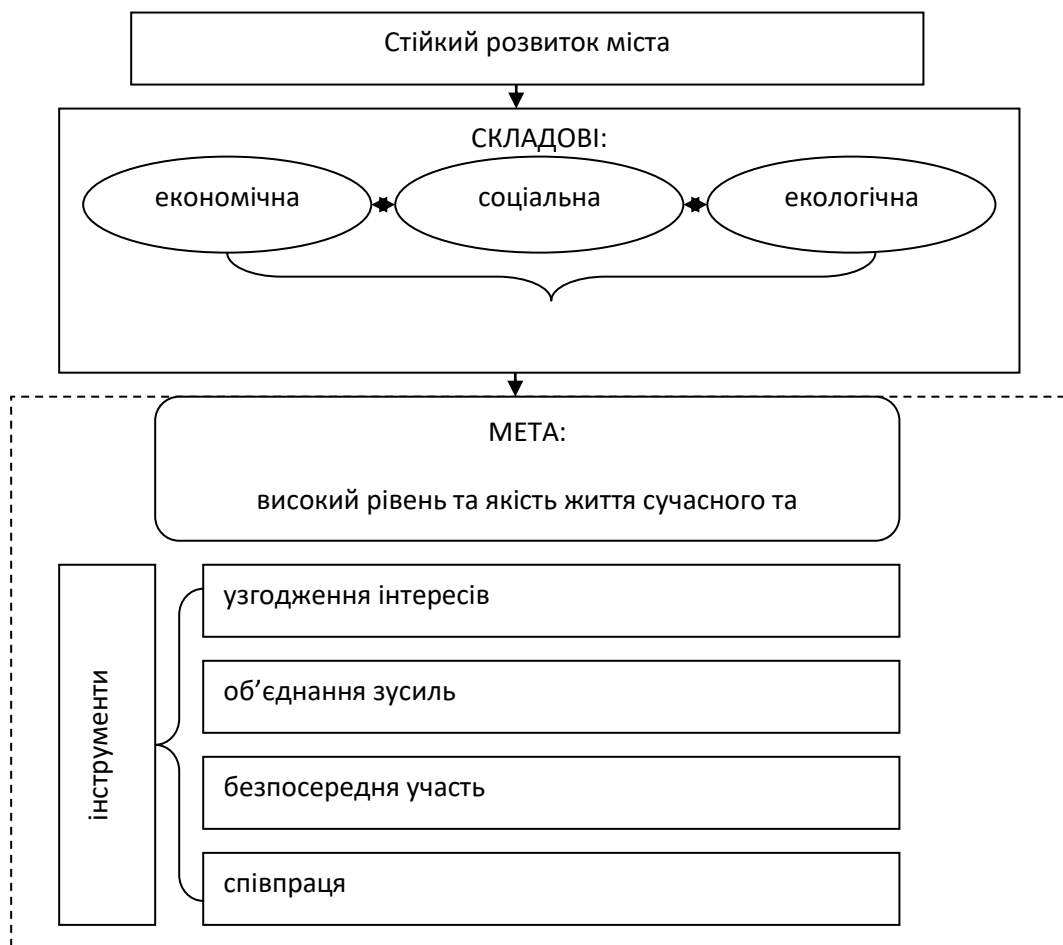 Стійкий розвиток міста
СКЛАДОВІ:
економічна
соціальна
екологічна
МЕТА:
високий рівень та якість життя сучасного та
інструменти
узгодження інтересів
об’єднання зусиль
безпосередня участь
співпраця